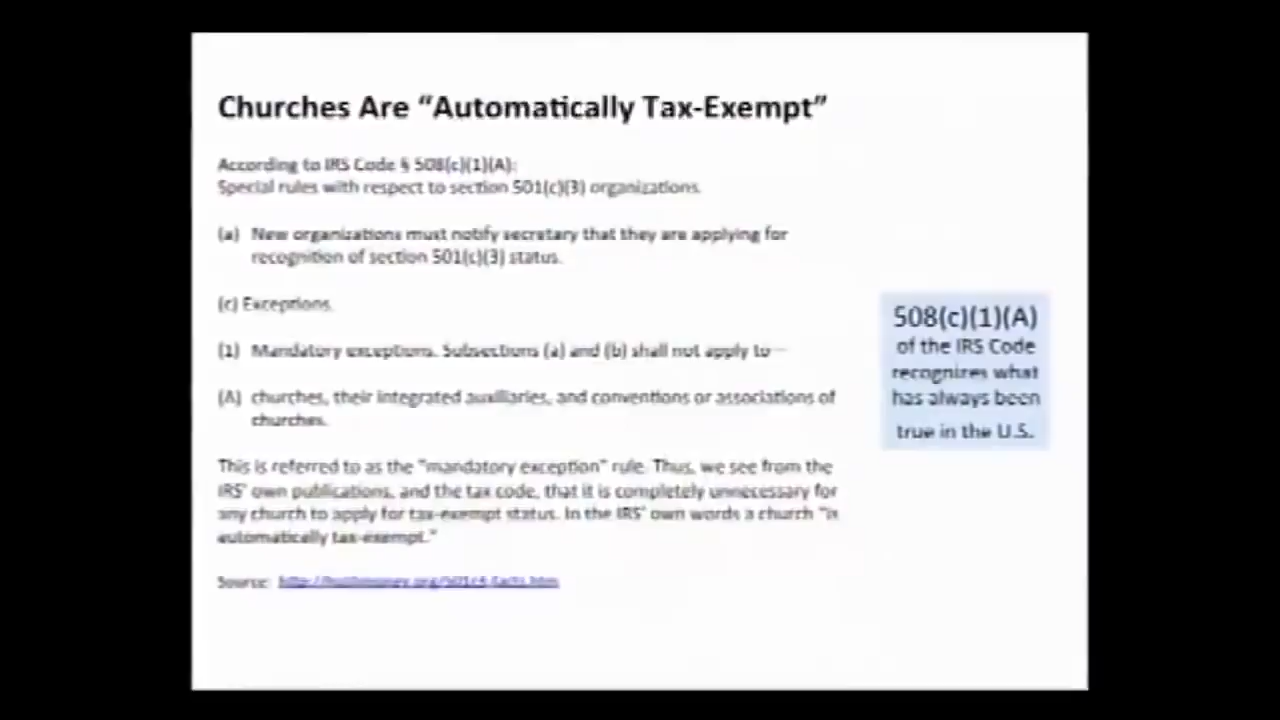 Churches Are “Automatically Tax-Exempt”
According to IRS Code § 508(c)(1)(A):
Special rules with respect to section 501(c)(3) organizations.
(a) New organizations must notify secretary that they are applying for
recognition of section 501(c)(3) status.
(c) Exceptions.
(1) Mandatory exceptions. Subsections (a) and (b) shall not apply to—
(A) churches, their integrated auxiliaries, and conventions or associations of
churches.
This is referred to as the "mandatory exception" rule. Thus, we see from the
IRS' own publications, and the tax code, that it is completely unnecessary for
any church to apply for tax-exempt status. In the IRS' own words a church "is
automatically tax-exempt."
Source:
508(c)(1)(A)
of the IRS Code
recognizes what
has always been
true in the U.S.